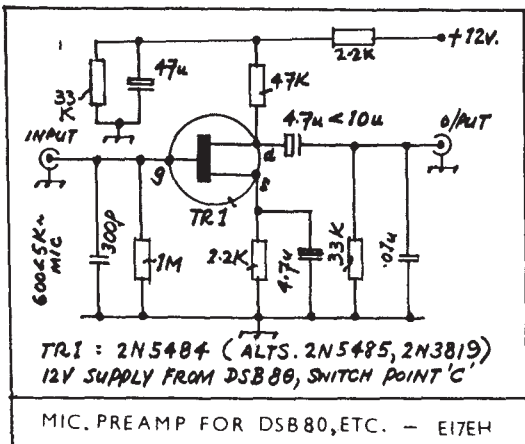 +12V.
2.2K
47u
33
K
47K
4.7u<10u
O/PUT
INPUT
g
d
s
TR1
600<5K~
MIC
300p
1M
2.2K
4.7u
33K
.01u
TR1 : 2N5484 (ALTS. 2N5485, 2N3819)
12V SUPPLY FROM DSB80, SWITCH POINT 'C'
MIC. PREAMP FOR DSB80, ETC. — EI7EH